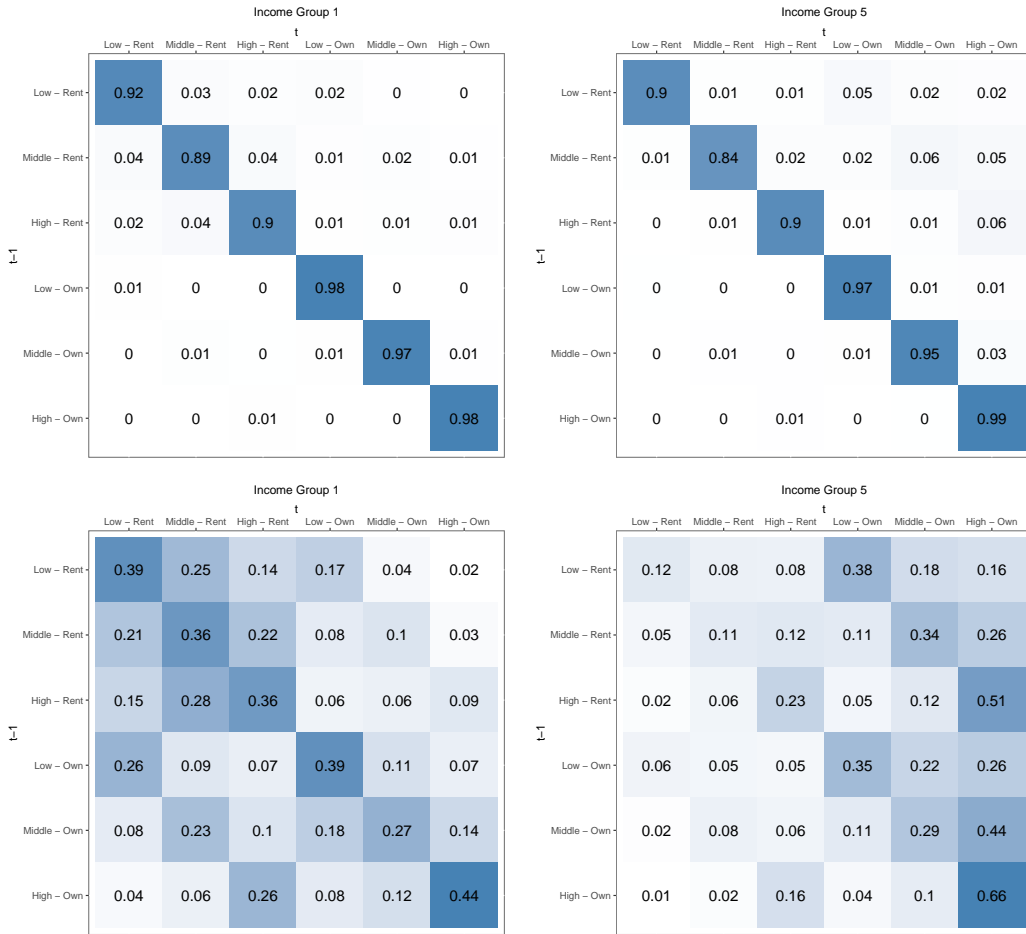 Income Group 1
t
Low – Rent Middle – Rent High – Rent Low – Own Middle – Own High – Own
t–1
Low – Rent 0.92 0.03 0.02 0.02 0 0
Middle – Rent 0.04 0.89 0.04 0.01 0.02 0.01
High – Rent 0.02 0.04 0.9 0.01 0.01 0.01
Low – Own 0.01 0 0 0.98 0 0
Middle – Own 0 0.01 0 0.01 0.97 0.01
High – Own 0 0 0.01 0 0 0.98
Income Group 5
t
Low – Rent Middle – Rent High – Rent Low – Own Middle – Own High – Own
t–1
Low – Rent 0.9 0.01 0.01 0.05 0.02 0.02
Middle – Rent 0.01 0.84 0.02 0.02 0.06 0.05
High – Rent 0 0.01 0.9 0.01 0.01 0.06
Low – Own 0 0 0 0.97 0.01 0.01
Middle – Own 0 0.01 0 0.01 0.95 0.03
High – Own 0 0 0.01 0 0 0.99
Income Group 1
t
Low – Rent Middle – Rent High – Rent Low – Own Middle – Own High – Own
t–1
Low – Rent 0.39 0.25 0.14 0.17 0.04 0.02
Middle – Rent 0.21 0.36 0.22 0.08 0.1 0.03
High – Rent 0.15 0.28 0.36 0.06 0.06 0.09
Low – Own 0.26 0.09 0.07 0.39 0.11 0.07
Middle – Own 0.08 0.23 0.1 0.18 0.27 0.14
High – Own 0.04 0.06 0.26 0.08 0.12 0.44
Income Group 5
t
Low – Rent Middle – Rent High – Rent Low – Own Middle – Own High – Own
t–1
Low – Rent 0.12 0.08 0.08 0.38 0.18 0.16
Middle – Rent 0.05 0.11 0.12 0.11 0.34 0.26
High – Rent 0.02 0.06 0.23 0.05 0.12 0.51
Low – Own 0.06 0.05 0.05 0.35 0.22 0.26
Middle – Own 0.02 0.08 0.06 0.11 0.29 0.44
High – Own 0.01 0.02 0.16 0.04 0.1 0.66